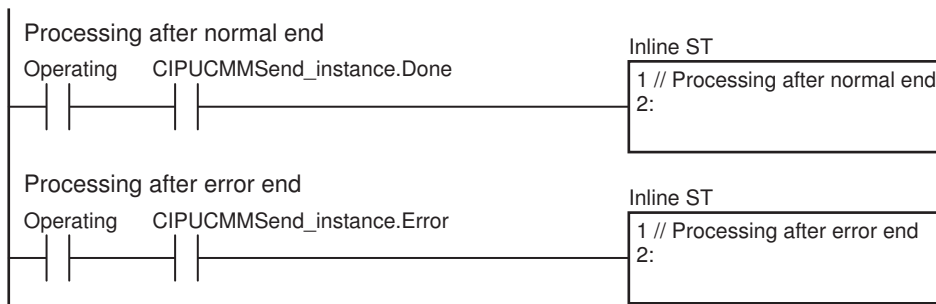 Processing after normal end
Operating CIPUCMMSend_instance.Done
Inline ST
1 // Processing after normal end
2:
Processing after error end
Operating CIPUCMMSend_instance.Error
Inline ST
1 // Processing after error end
2: